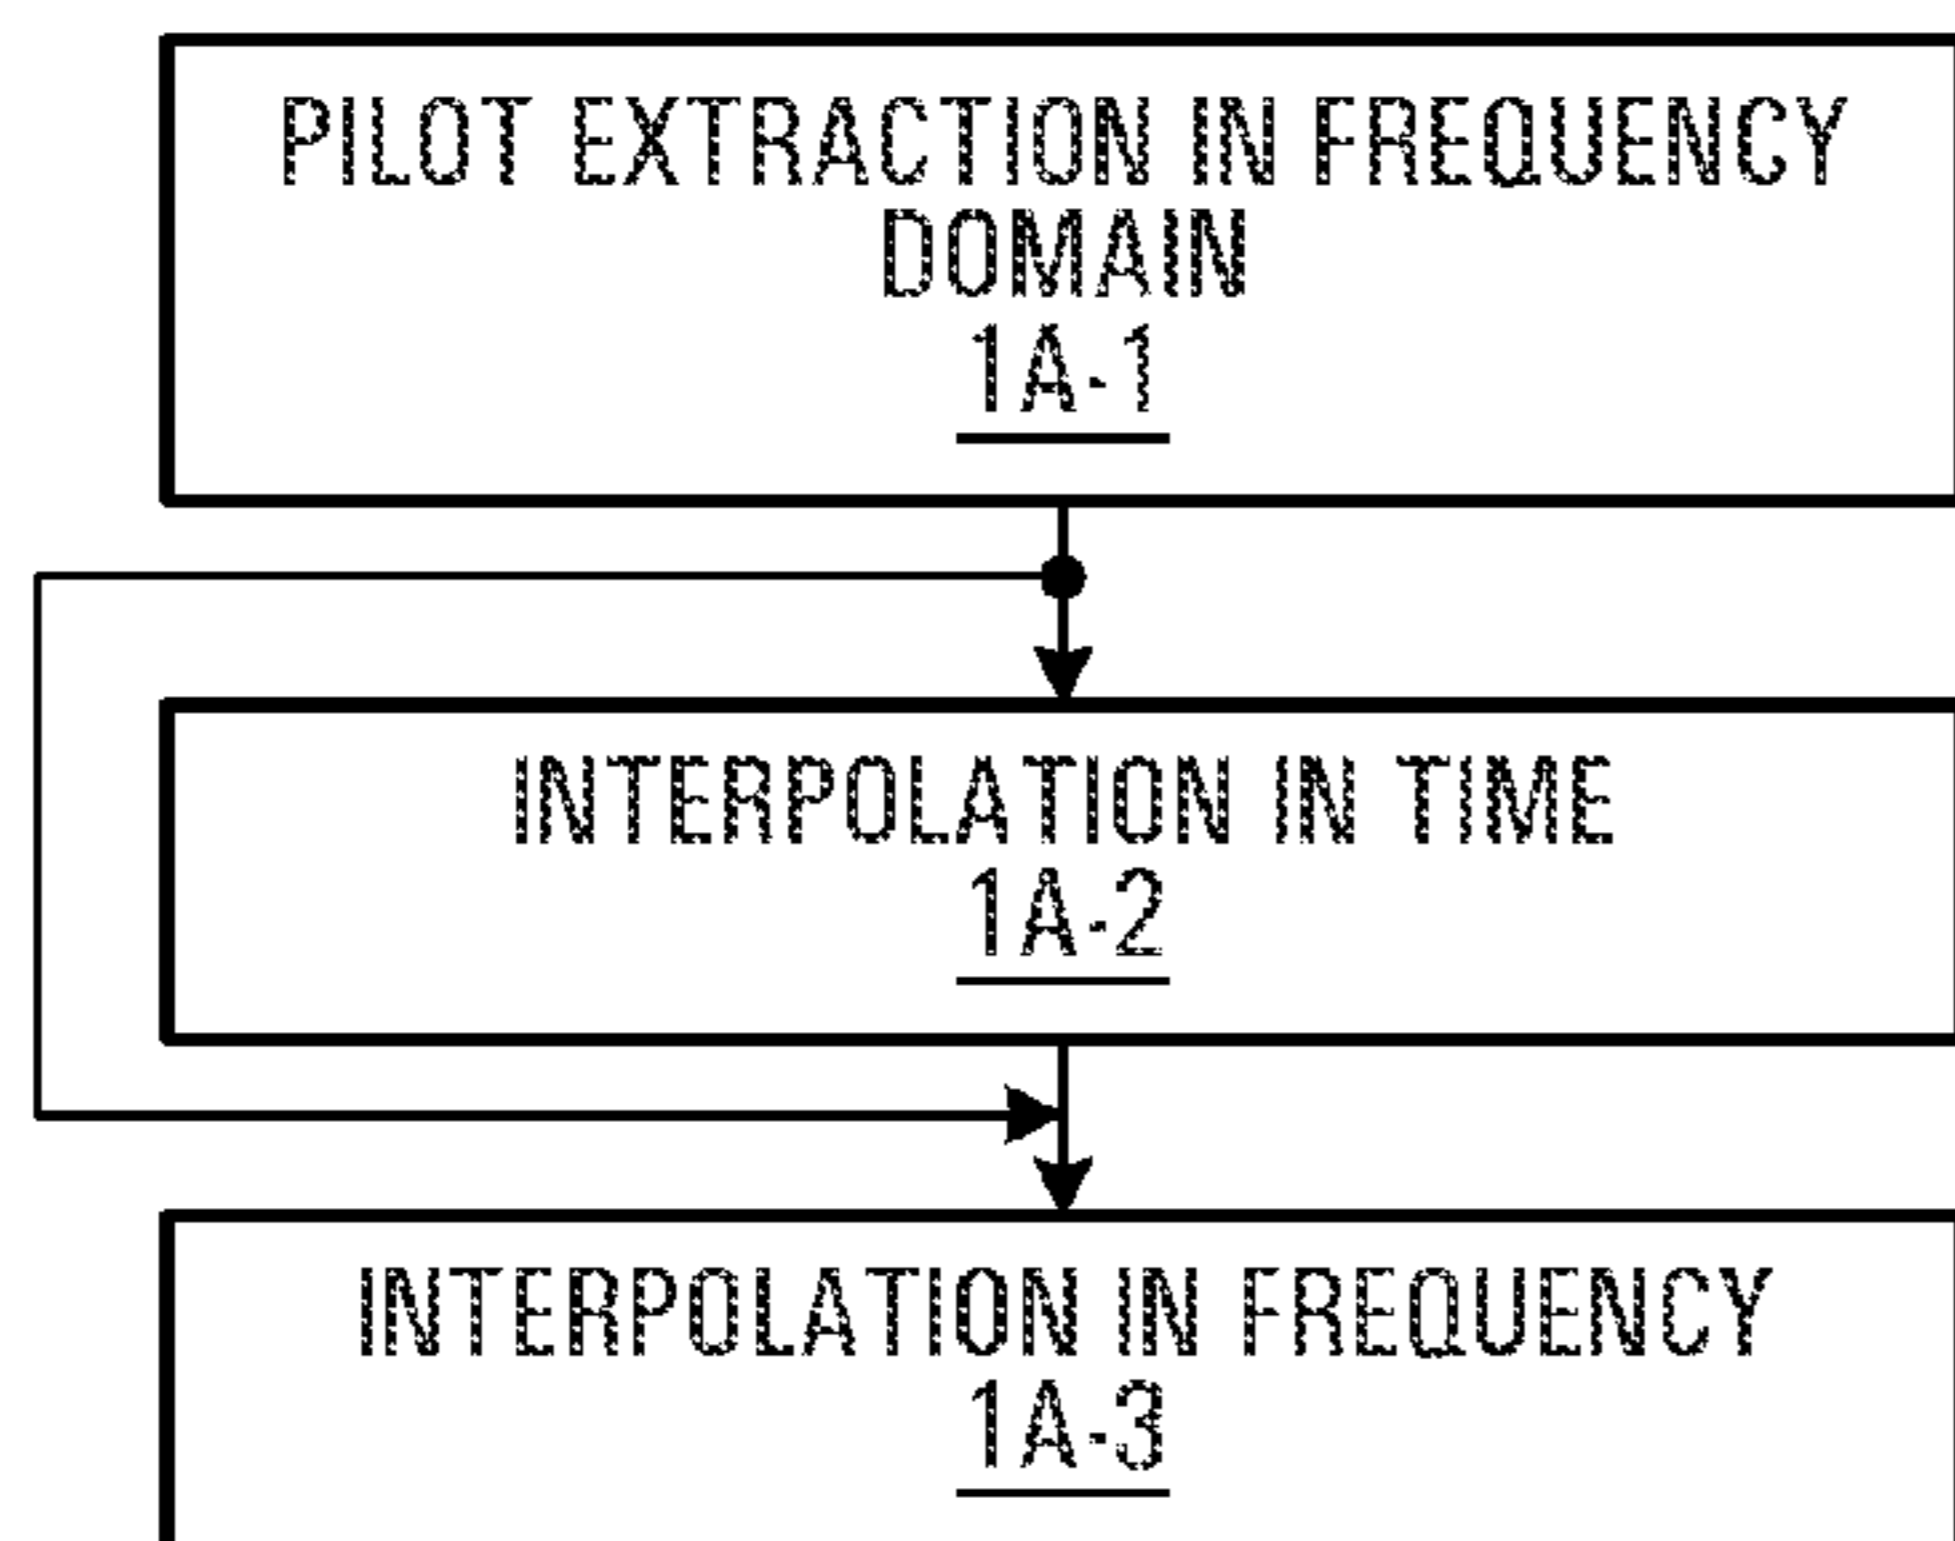 PILOT EXTRACTION IN FREQUENCY
DOMAIN
1A-1
INTERPOLATION IN TIME
1A-2
INTERPOLATION IN FREQUENCY
1A-3